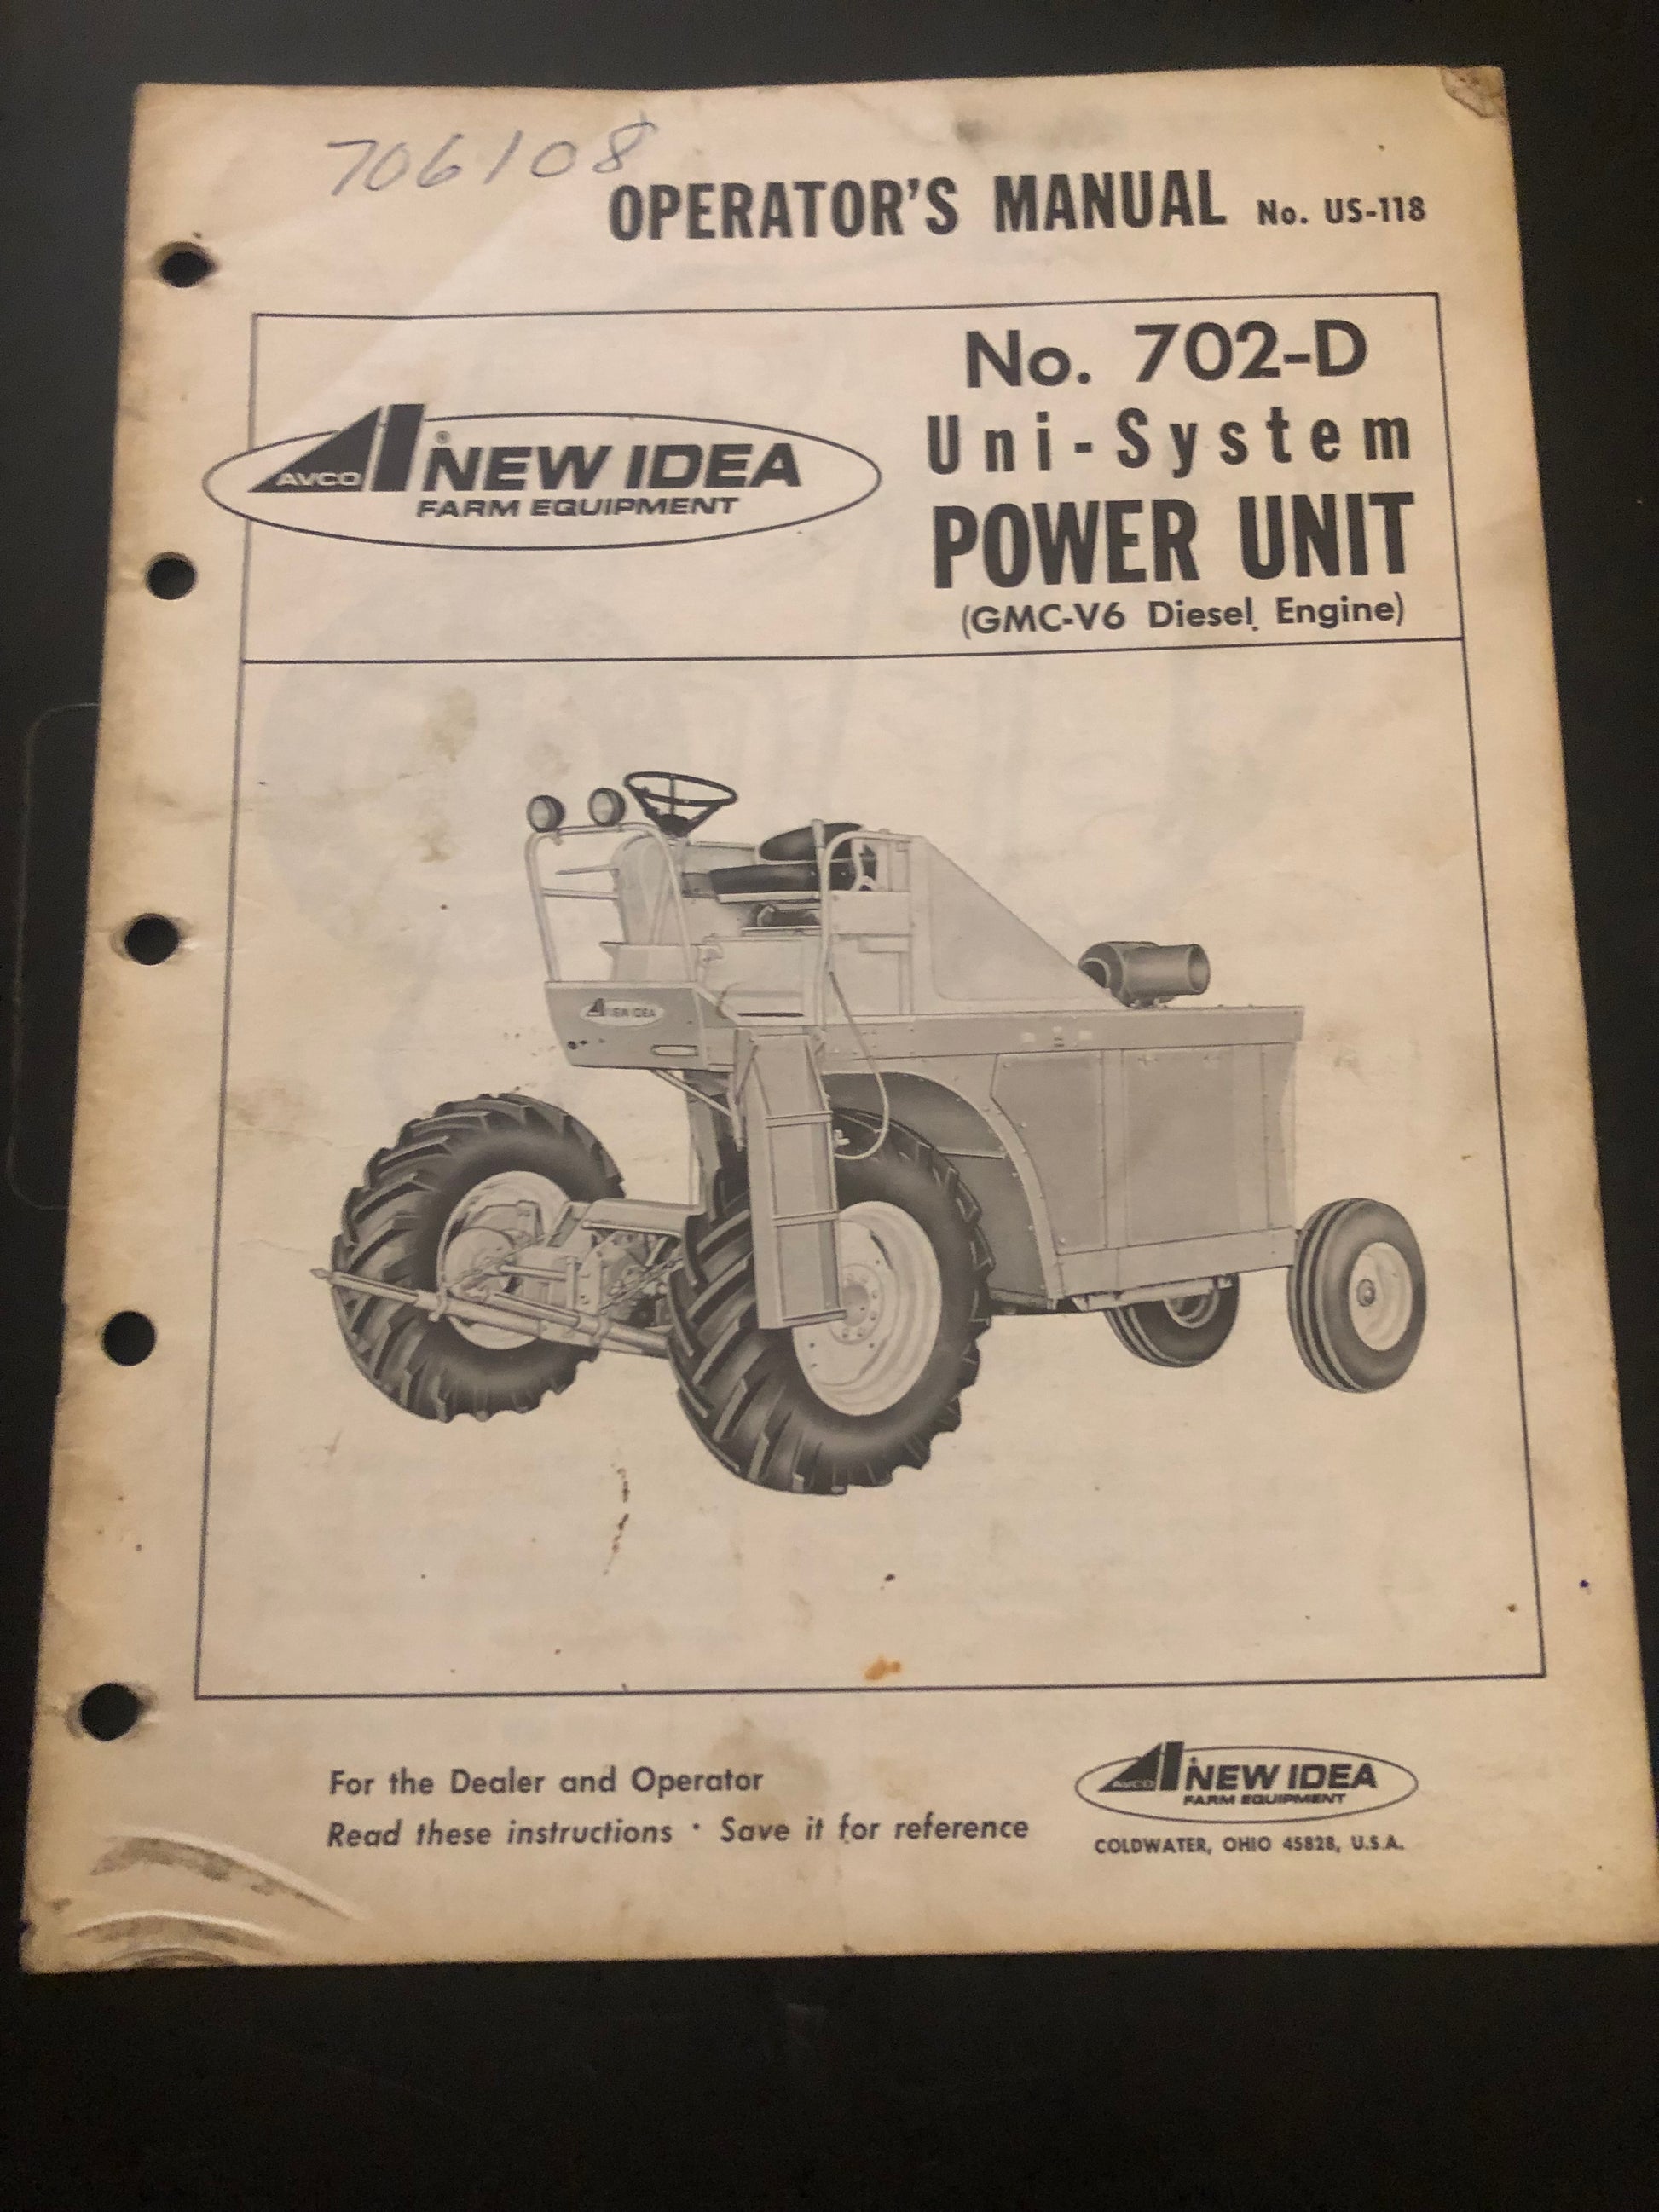 706108
OPERATOR'S MANUAL No. US-118
No. 702-D
Uni-System
POWER UNIT
(GMC-V6 Diesel Engine)
AVCO NEW IDEA ®
FARM EQUIPMENT
NEW IDEA
For the Dealer and Operator
Read these instructions · Save it for reference
AVCO NEW IDEA
FARM EQUIPMENT
COLDWATER, OHIO 45828, U.S.A.